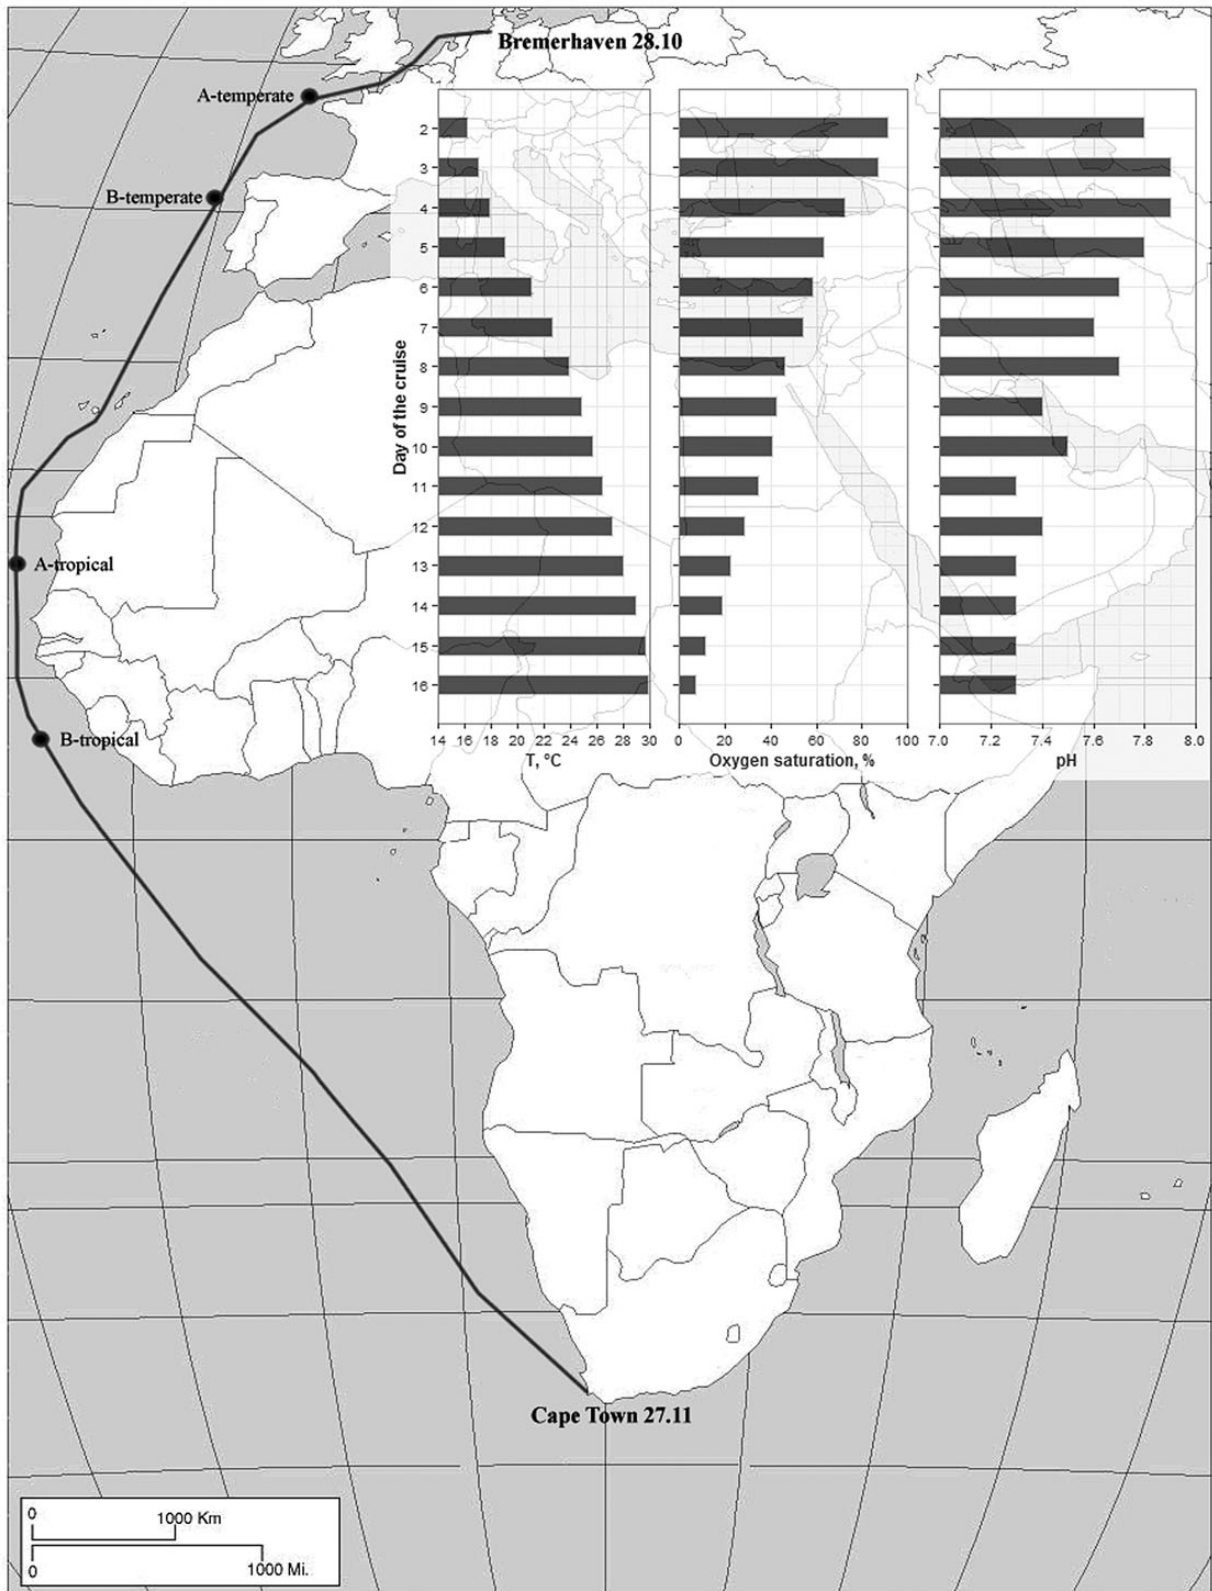 Bremerhaven 28.10
A-temperate
B-temperate
A-tropical
B-tropical
Day of the cruise
2
3
4
5
6
7
8
9
10
11
12
13
14
15
16
14 16 18 20 22 24 26 28 30
T, ºC
0 20 40 60 80 100
Oxygen saturation, %
7.0 7.2 7.4 7.6 7.8 8.0
pH
Cape Town 27.11
0 1000 Km
0 1000 Mi.